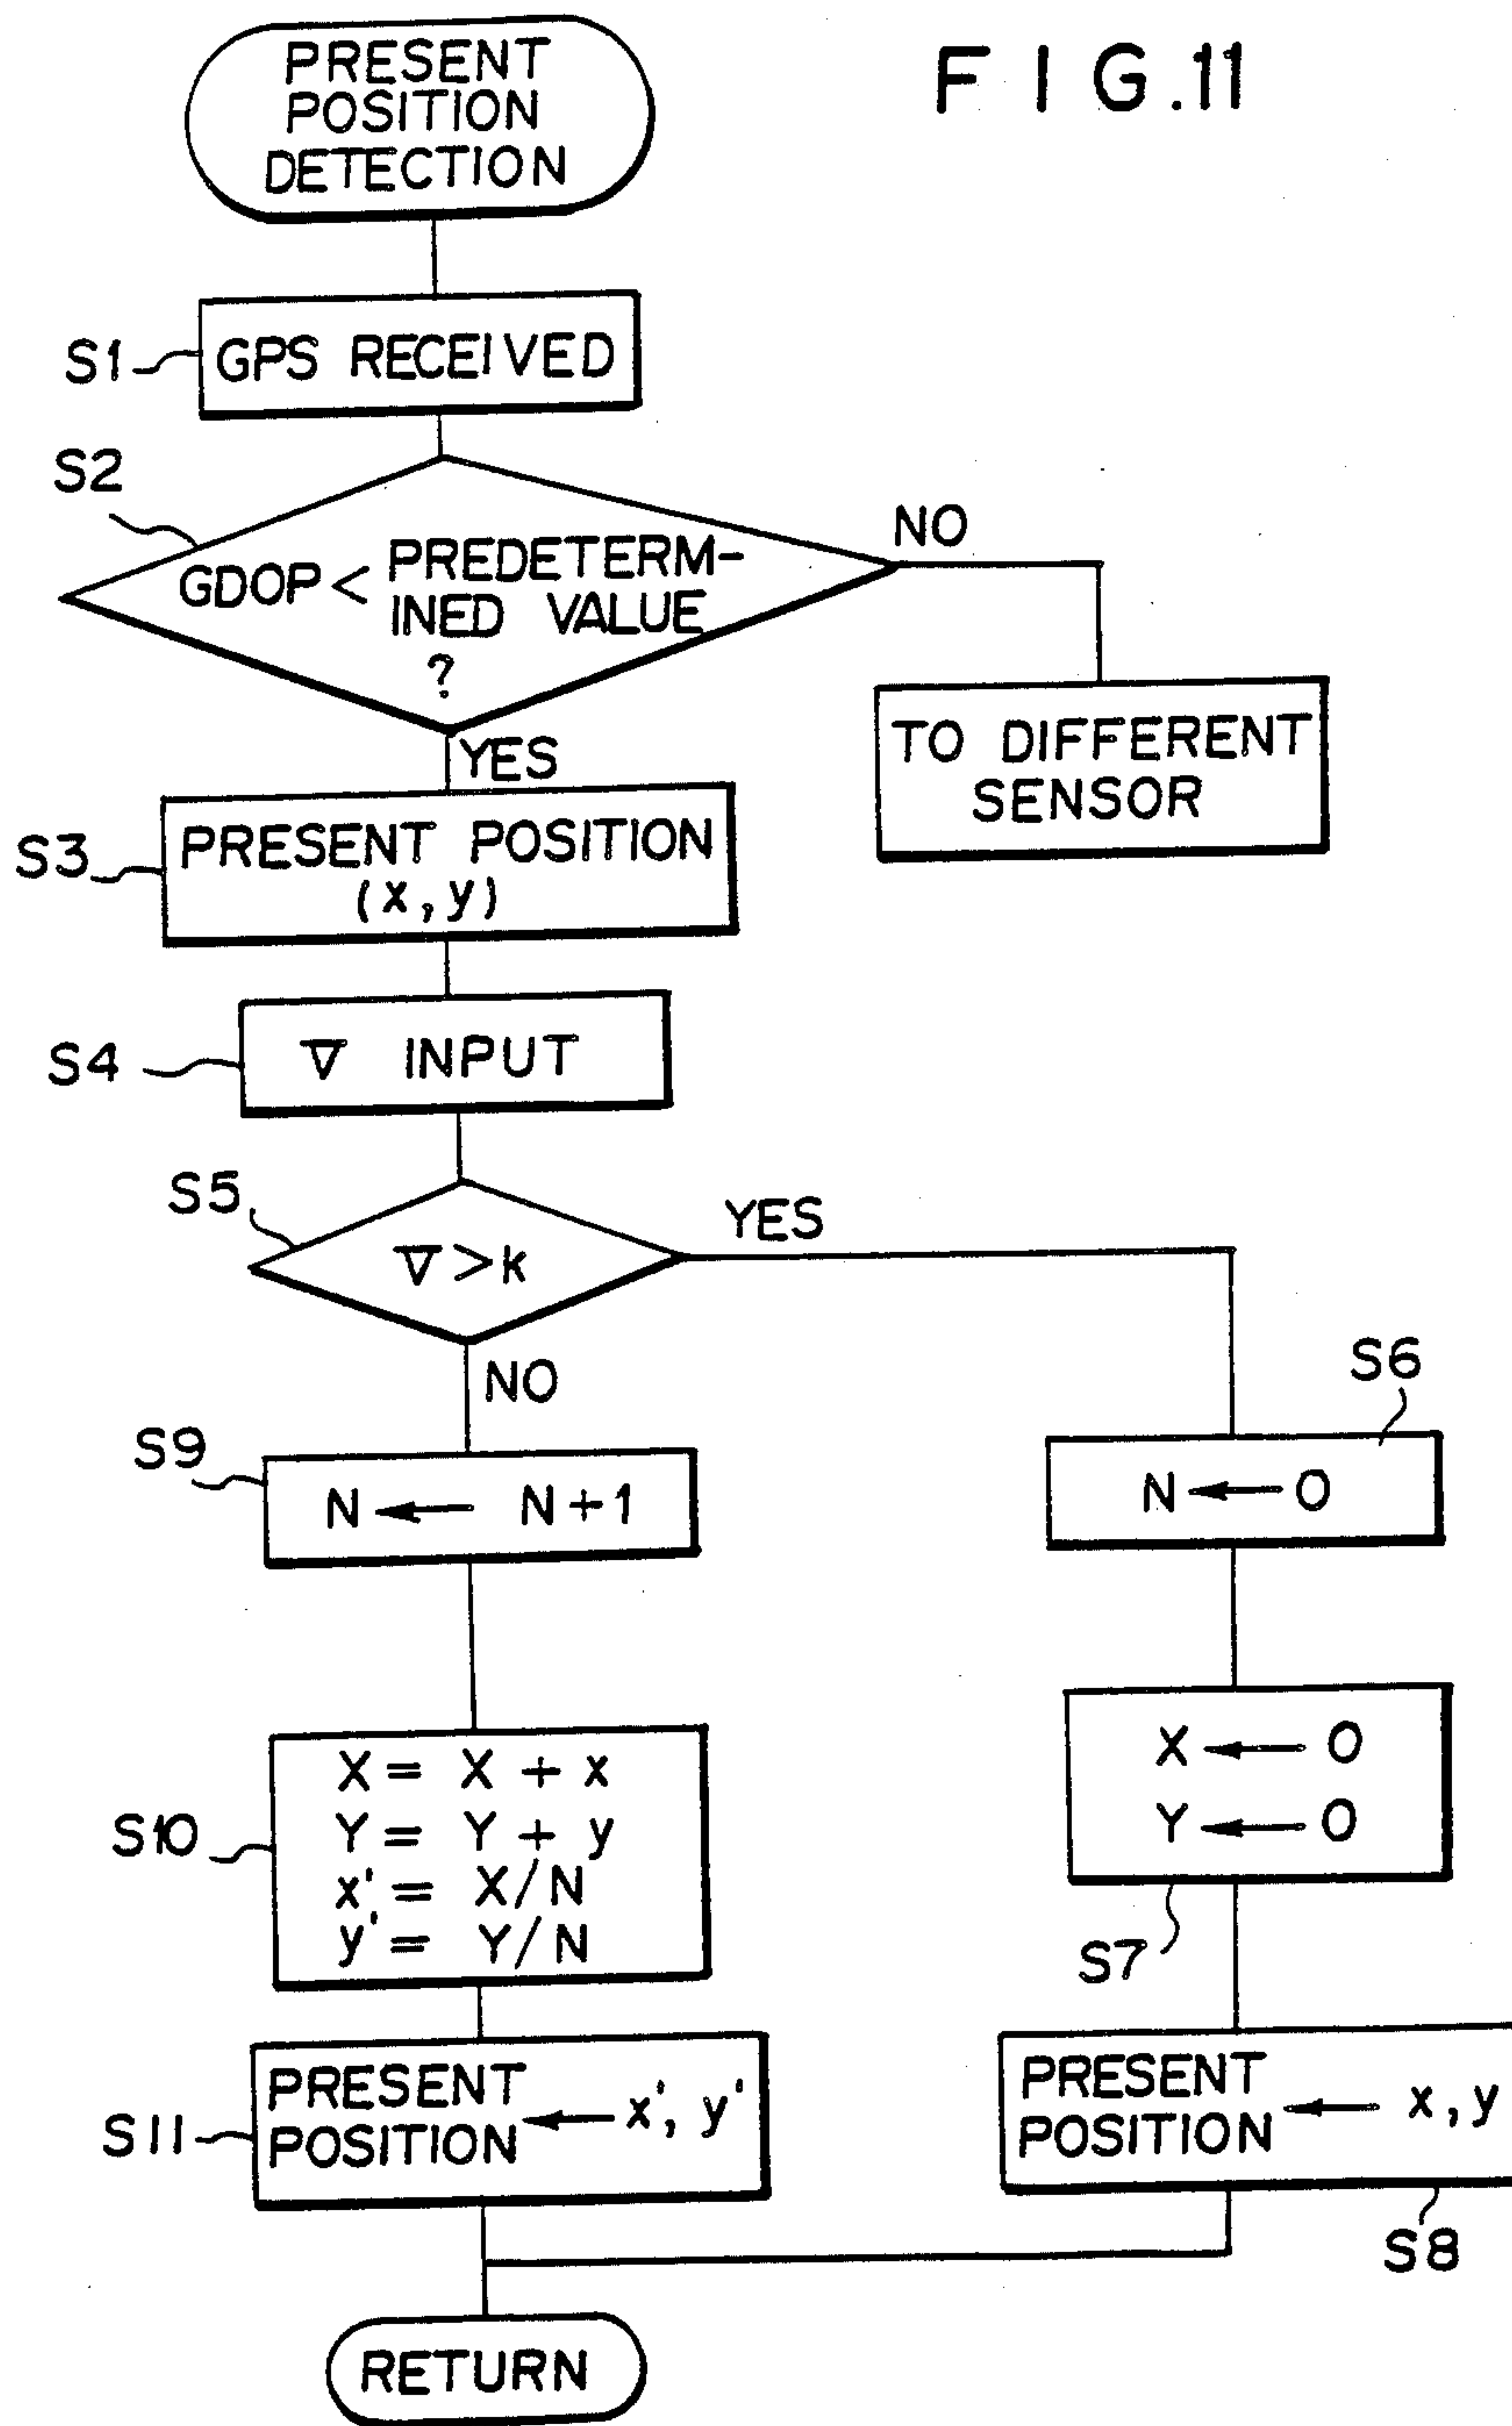 FIG.11
PRESENT
POSITION
DETECTION
S1
GPS RECEIVED
S2
GDOP < PREDETERM-
INED VALUE
?
NO
TO DIFFERENT
SENSOR
YES
S3
PRESENT POSITION
(x, y)
S4
∇ INPUT
S5
∇ > k
YES
NO
S6
N ← 0
S9
N ← N+1
X ← 0
Y ← 0
S7
S10
X = X + x
Y = Y + y
x' = X/N
y' = Y/N
S11
PRESENT
POSITION ← x', y'
PRESENT
POSITION ← x, y
S8
RETURN